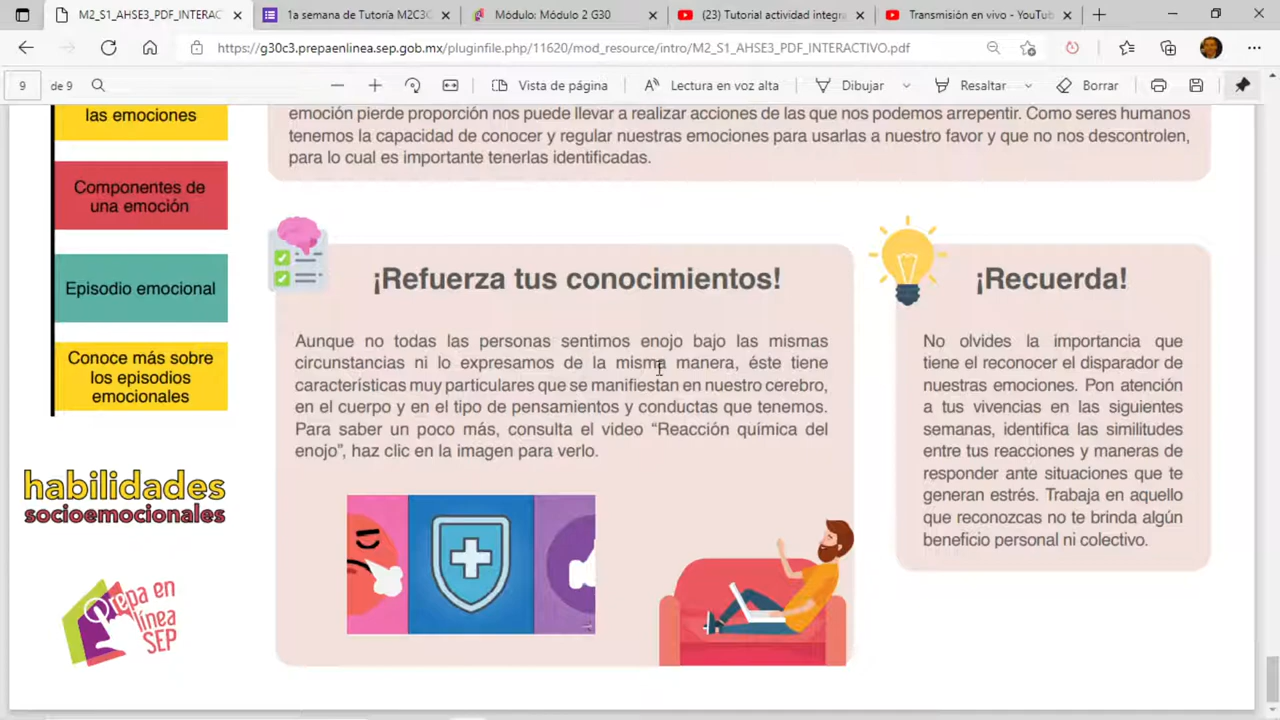 M2_S1_AHSE3_PDF_INTERAC
1a semana de Tutoría M2C3G
Módulo: Módulo 2 G30
(23) Tutorial actividad integra
Transmisión en vivo - YouTub
https://g30c3.prepaenlinea.sep.gob.mx/pluginfile.php/11620/mod_resource/intro/M2_S1_AHSE3_PDF_INTERACTIVO.pdf
9 de 9
Vista de página
Lectura en voz alta
Dibujar
Resaltar
Borrar
las emociones
Componentes de
una emoción
Episodio emocional
Conoce más sobre
los episodios
emocionales
habilidades
socioemocionales
Prepa en
línea
SEP
emoción pierde proporción nos puede llevar a realizar acciones de las que nos podemos arrepentir. Como seres humanos
tenemos la capacidad de conocer y regular nuestras emociones para usarlas a nuestro favor y que no nos descontrolen,
para lo cual es importante tenerlas identificadas.
¡Refuerza tus conocimientos!
Aunque no todas las personas sentimos enojo bajo las mismas
circunstancias ni lo expresamos de la misma manera, éste tiene
características muy particulares que se manifiestan en nuestro cerebro,
en el cuerpo y en el tipo de pensamientos y conductas que tenemos.
Para saber un poco más, consulta el video “Reacción química del
enojo”, haz clic en la imagen para verlo.
¡Recuerda!
No olvides la importancia que
tiene el reconocer el disparador de
nuestras emociones. Pon atención
a tus vivencias en las siguientes
semanas, identifica las similitudes
entre tus reacciones y maneras de
responder ante situaciones que te
generan estrés. Trabaja en aquello
que reconozcas no te brinda algún
beneficio personal ni colectivo.